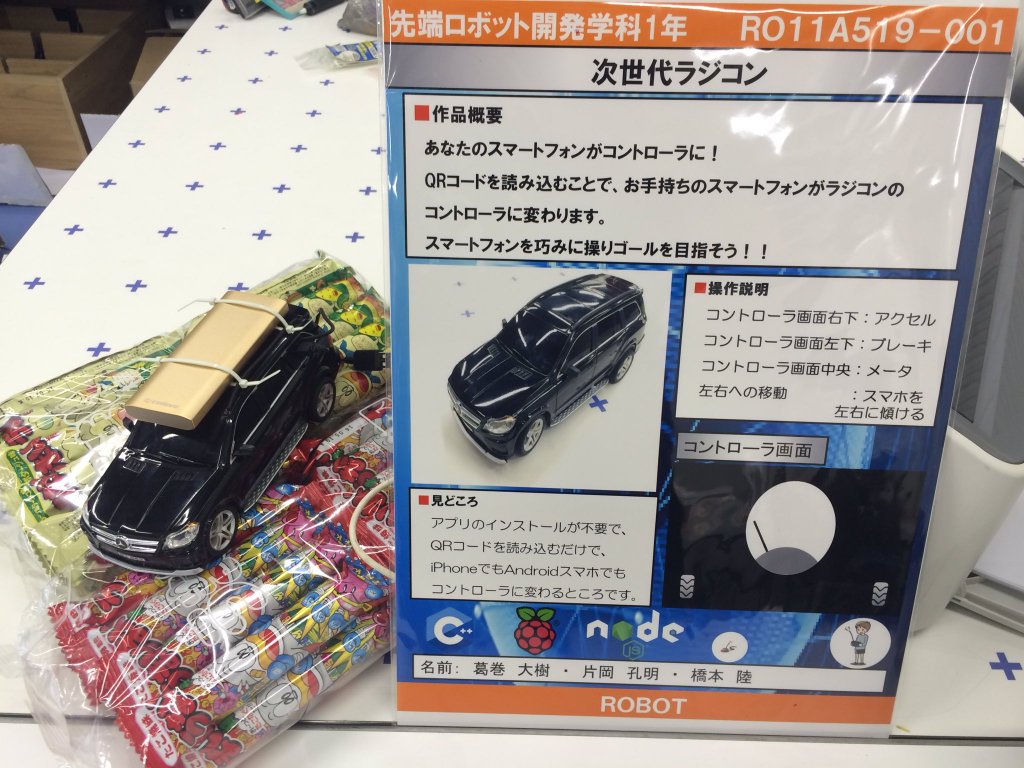 先端ロボット開発学科1年 RO11A519-001
次世代ラジコン
■作品概要
あなたのスマートフォンがコントローラに！
QRコードを読み込むことで、お手持ちのスマートフォンがラジコンの
コントローラに変わります。
スマートフォンを巧みに操りゴールを目指そう！！
■操作説明
コントローラ画面右下：アクセル
コントローラ画面左下：ブレーキ
コントローラ画面中央：メータ
左右への移動　　　　：スマホを
左右に傾ける
コントローラ画面
■見どころ
アプリのインストールが不要で、
QRコードを読み込むだけで、
iPhoneでもAndroidスマホでも
コントローラに変わるところです。
C++
node
JS
名前: 葛巻 大樹 ・ 片岡 孔明 ・ 橋本 陸
ROBOT